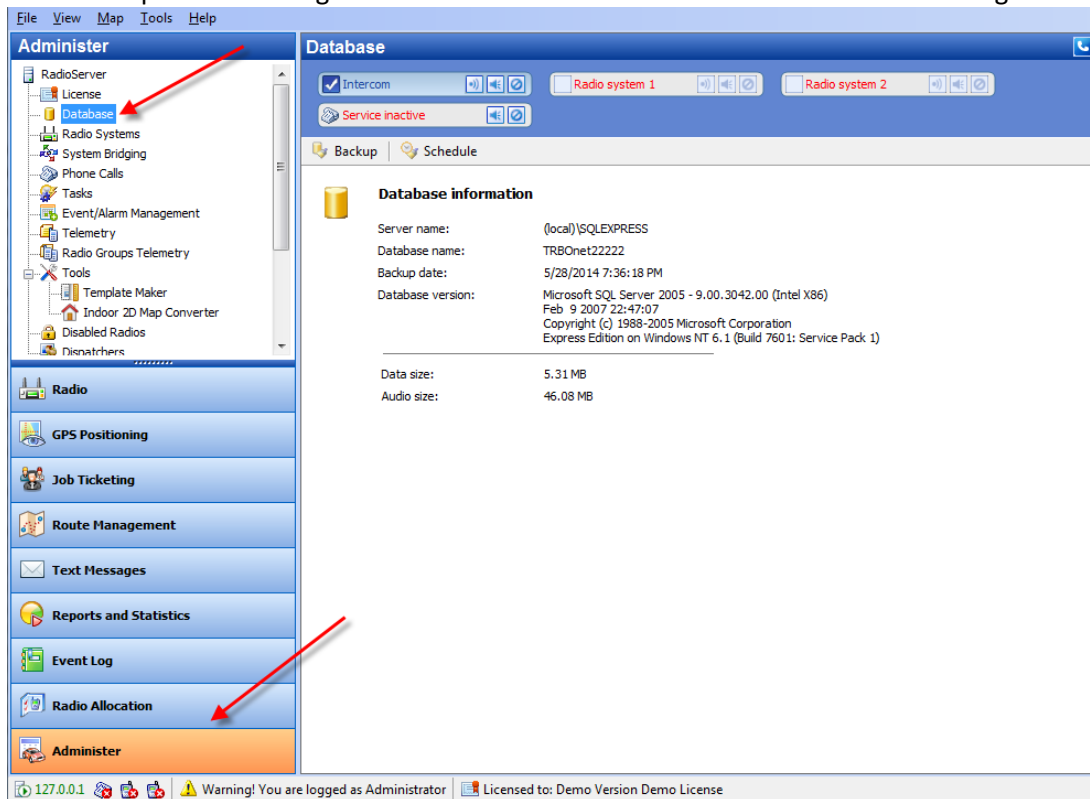 File View Map Tools Help
Administer
RadioServer
License
Database
Radio Systems
System Bridging
Phone Calls
Tasks
Event/Alarm Management
Telemetry
Radio Groups Telemetry
Tools
Template Maker
Indoor 2D Map Converter
Disabled Radios
Dispatchers
Radio
GPS Positioning
Job Ticketing
Route Management
Text Messages
Reports and Statistics
Event Log
Radio Allocation
Administer
Database
Intercom Radio system 1 Radio system 2
Service inactive
Backup Schedule
Database information
Server name: (local)\SQLEXPRESS
Database name: TRBOnet22222
Backup date: 5/28/2014 7:36:18 PM
Database version: Microsoft SQL Server 2005 - 9.00.3042.00 (Intel X86)
Feb 9 2007 22:47:07
Copyright (c) 1988-2005 Microsoft Corporation
Express Edition on Windows NT 6.1 (Build 7601: Service Pack 1)
Data size: 5.31 MB
Audio size: 46.08 MB
127.0.0.1 Warning! You are logged as Administrator Licensed to: Demo Version Demo License